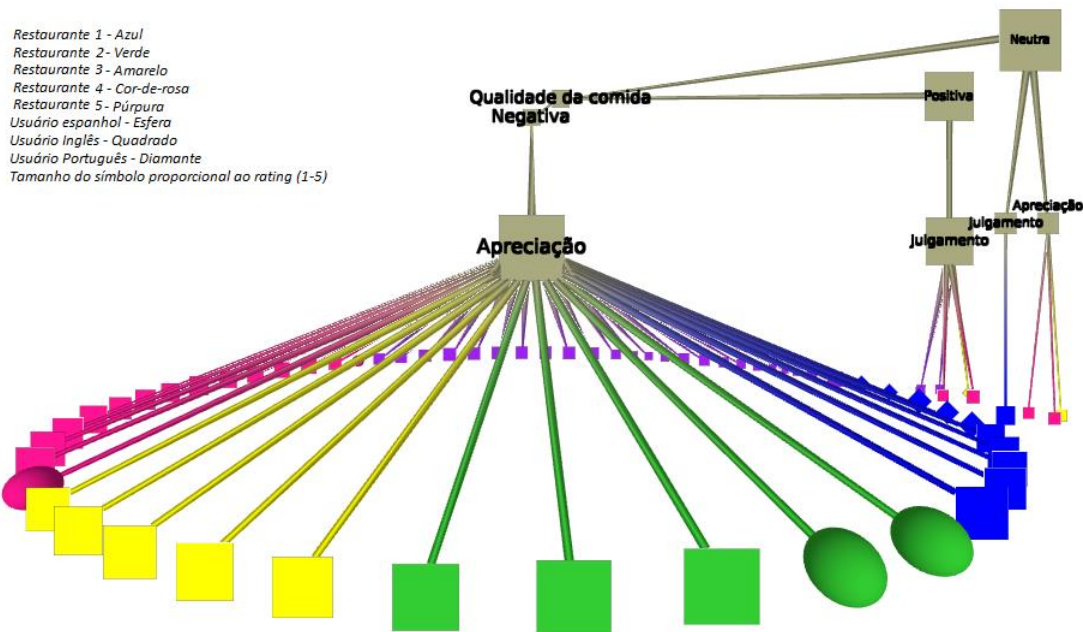 Restaurante 1 - Azul
Restaurante 2 - Verde
Restaurante 3 - Amarelo
Restaurante 4 - Cor-de-rosa
Restaurante 5 - Púrpura
Usuário espanhol - Esfera
Usuário Inglês - Quadrado
Usuário Português - Diamante
Tamanho do símbolo proporcional ao rating (1-5)
Neutra
Qualidade da comida
Positiva
Negativa
Apreciação
Julgamento
Julgamento
Apreciação